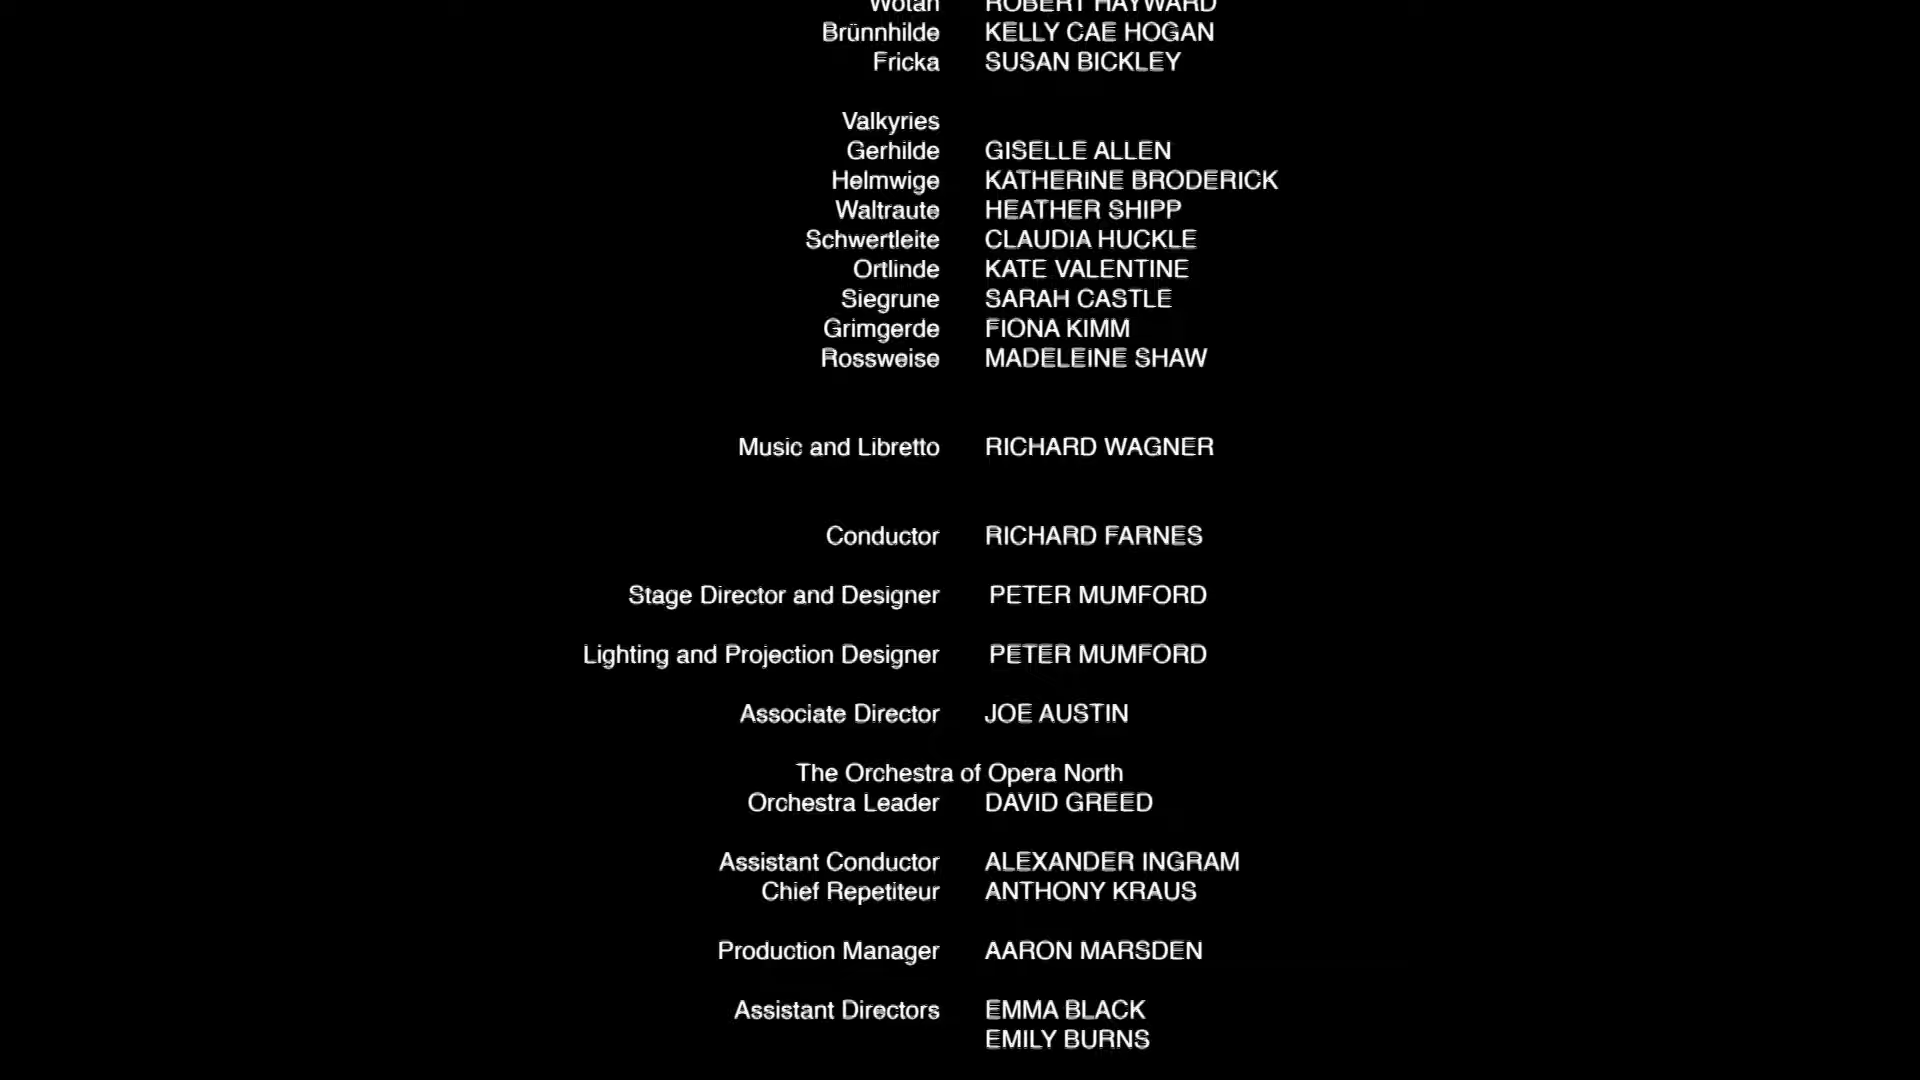 Wotan ROBERT HAYWARD
Brünnhilde KELLY CAE HOGAN
Fricka SUSAN BICKLEY
Valkyries
Gerhilde GISELLE ALLEN
Helmwige KATHERINE BRODERICK
Waltraute HEATHER SHIPP
Schwertleite CLAUDIA HUCKLE
Ortlinde KATE VALENTINE
Siegrune SARAH CASTLE
Grimgerde FIONA KIMM
Rossweise MADELEINE SHAW
Music and Libretto RICHARD WAGNER
Conductor RICHARD FARNES
Stage Director and Designer PETER MUMFORD
Lighting and Projection Designer PETER MUMFORD
Associate Director JOE AUSTIN
The Orchestra of Opera North
Orchestra Leader DAVID GREED
Assistant Conductor ALEXANDER INGRAM
Chief Repetiteur ANTHONY KRAUS
Production Manager AARON MARSDEN
Assistant Directors EMMA BLACK
EMILY BURNS